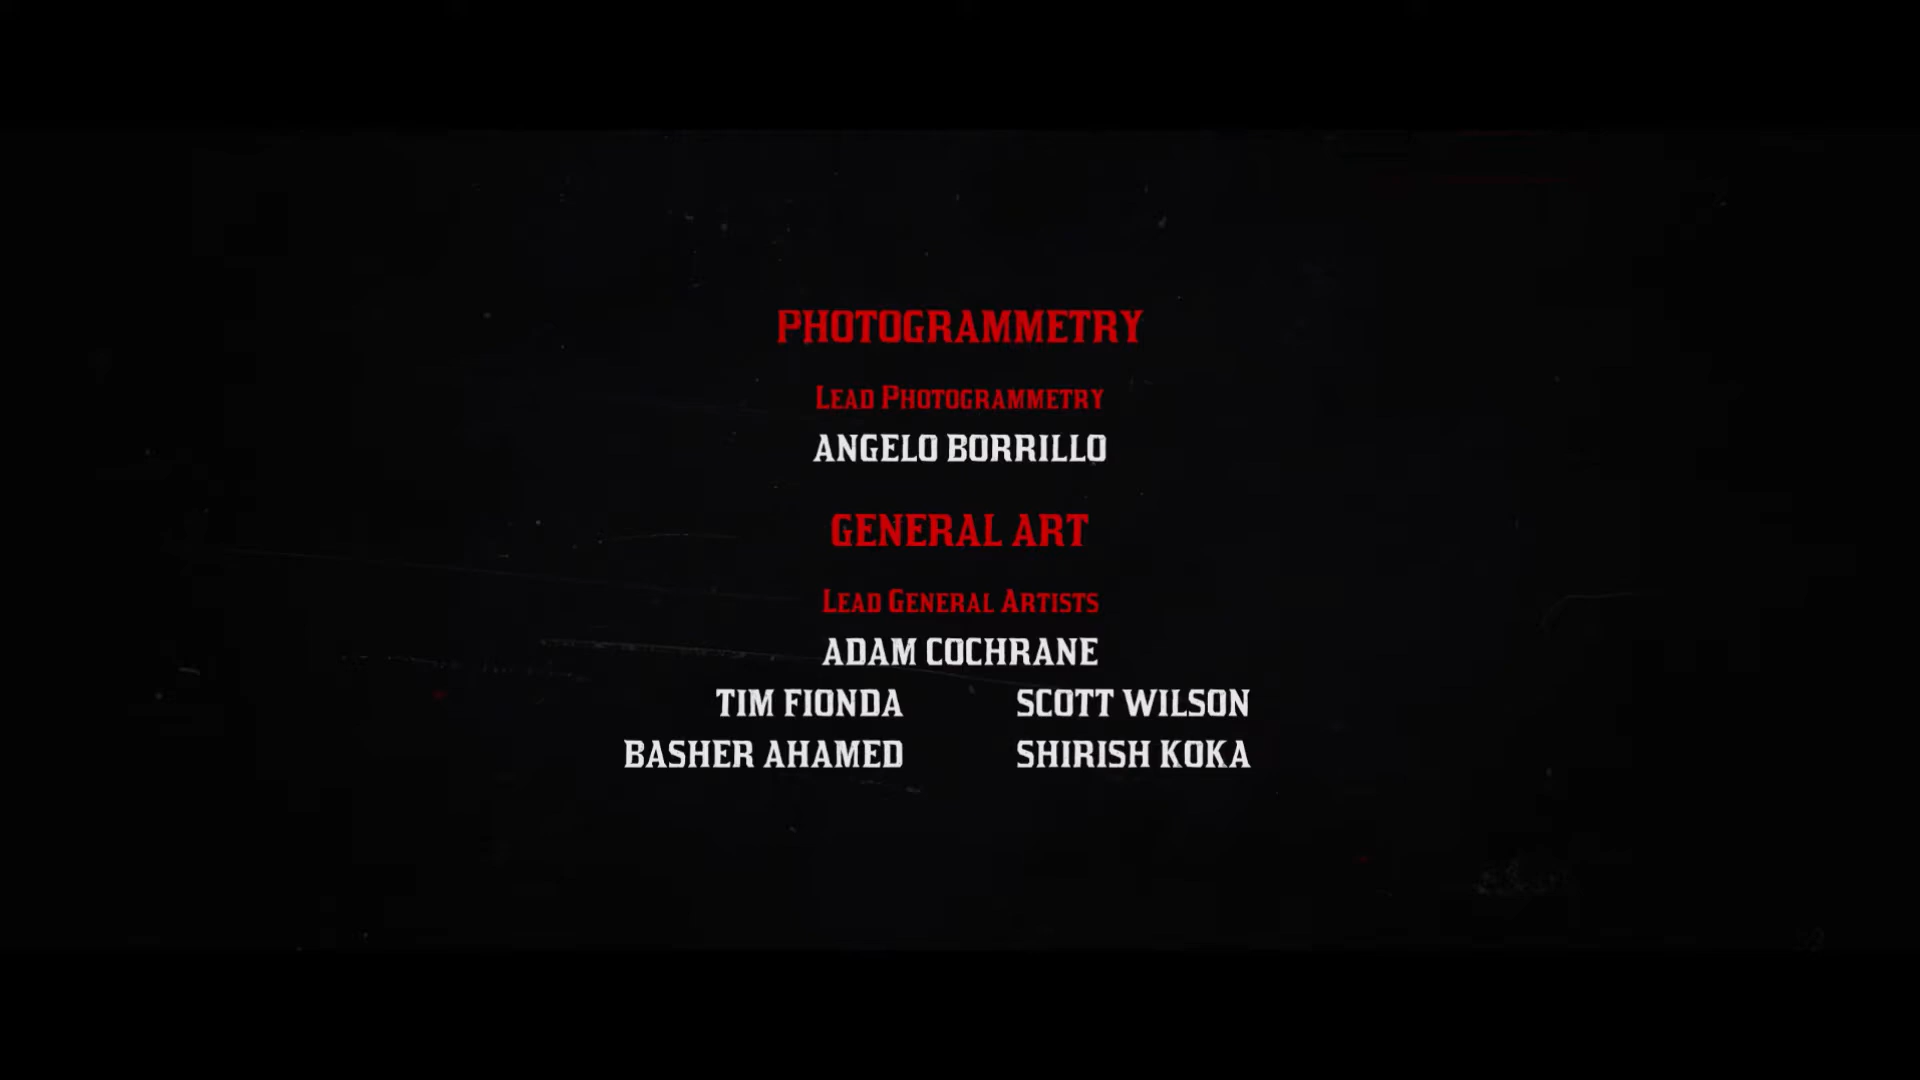 PHOTOGRAMMETRY
LEAD PHOTOGRAMMETRY
ANGELO BORRILLO
GENERAL ART
LEAD GENERAL ARTISTS
ADAM COCHRANE
TIM FIONDA SCOTT WILSON
BASHER AHAMED SHIRISH KOKA